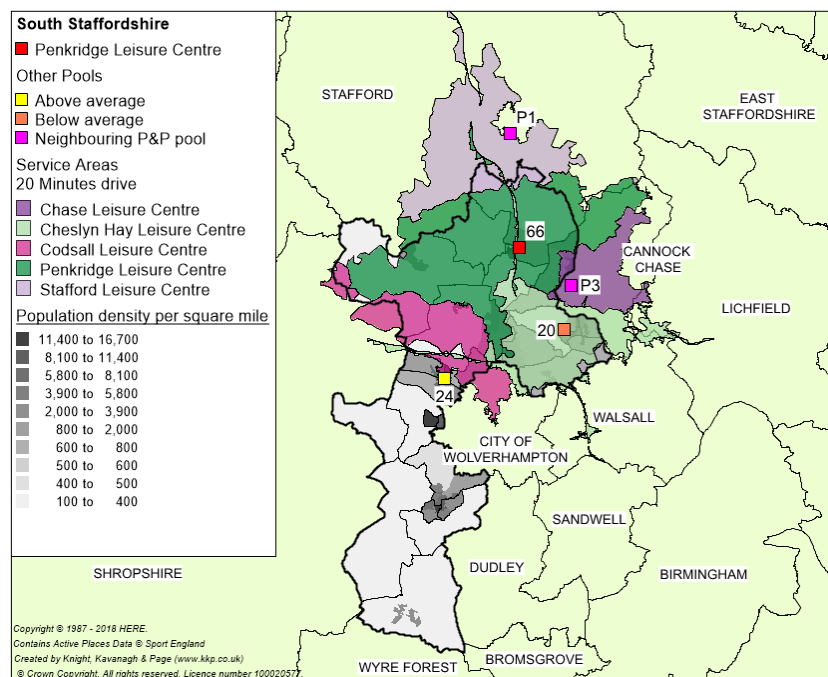 South Staffordshire
Penkridge Leisure Centre
Other Pools
Above average
Below average
Neighbouring P&P pool
Service Areas
20 Minutes drive
Chase Leisure Centre
Cheslyn Hay Leisure Centre
Codsall Leisure Centre
Penkridge Leisure Centre
Stafford Leisure Centre
Population density per square mile
11,400 to 16,700
8,100 to 11,400
5,800 to 8,100
3,900 to 5,800
2,000 to 3,900
800 to 2,000
600 to 800
500 to 600
400 to 500
100 to 400
STAFFORD
P1
EAST
STAFFORDSHIRE
66
CANNOCK
CHASE
P3
LICHFIELD
20
24
WALSALL
CITY OF
WOLVERHAMPTON
SANDWELL
DUDLEY
SHROPSHIRE
BIRMINGHAM
BROMSGROVE
WYRE FOREST
Copyright © 1987 - 2018 HERE.
Contains Active Places Data © Sport England
Created by Knight, Kavanagh & Page (www.kkp.co.uk)
© Crown Copyright. All rights reserved. Licence number 100020577.